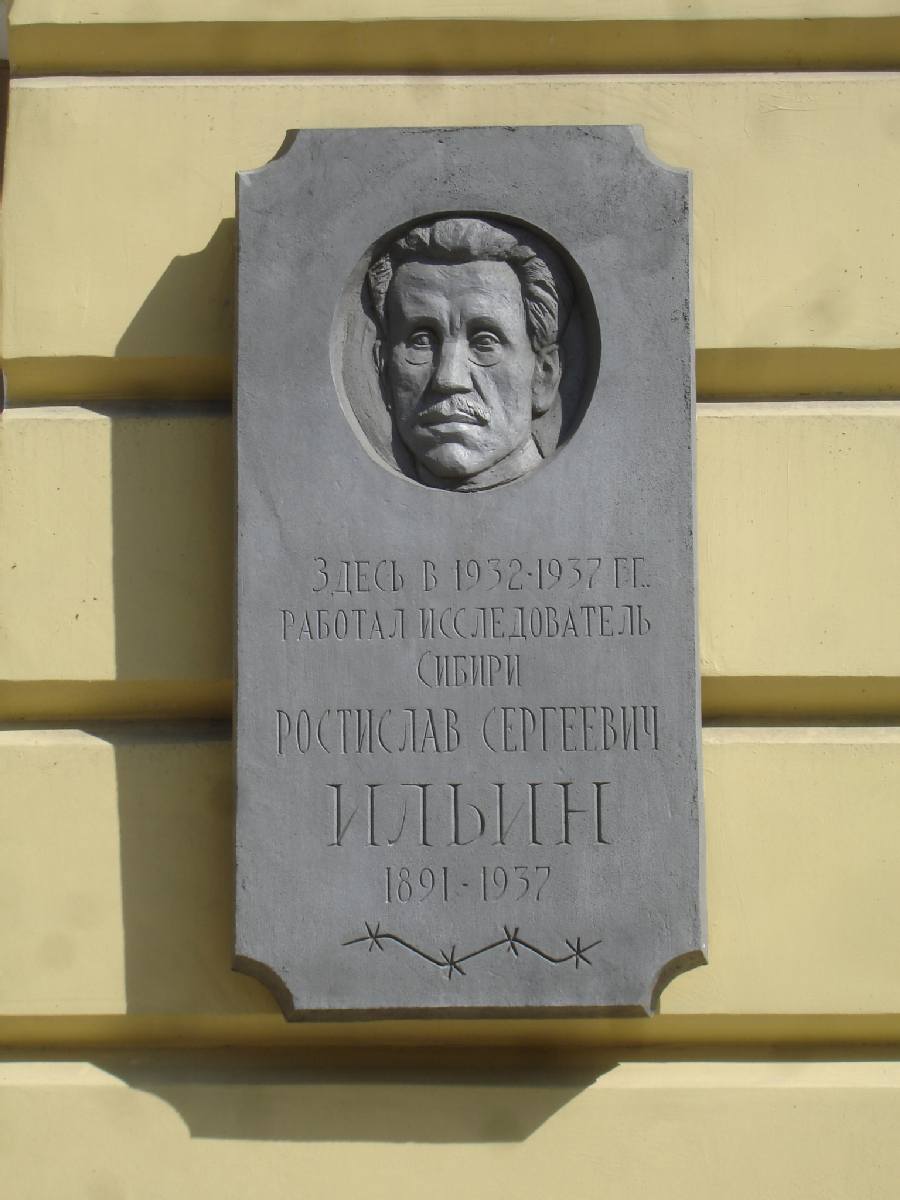 Здесь в 1932-1937 гг.
работал исследователь
Сибири
РОСТИСЛАВ СЕРГЕЕВИЧ
ИЛЬИН
1891-1937